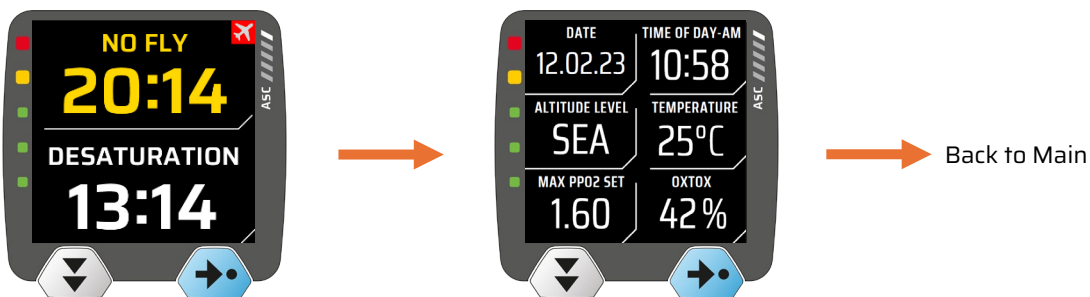 NO FLY
20:14
DESATURATION
13:14
ASC
DATE
12.02.23
TIME OF DAY-AM
10:58
ALTITUDE LEVEL
SEA
TEMPERATURE
25°C
MAX PPO2 SET
1.60
OXTOX
42%
ASC
Back to Main